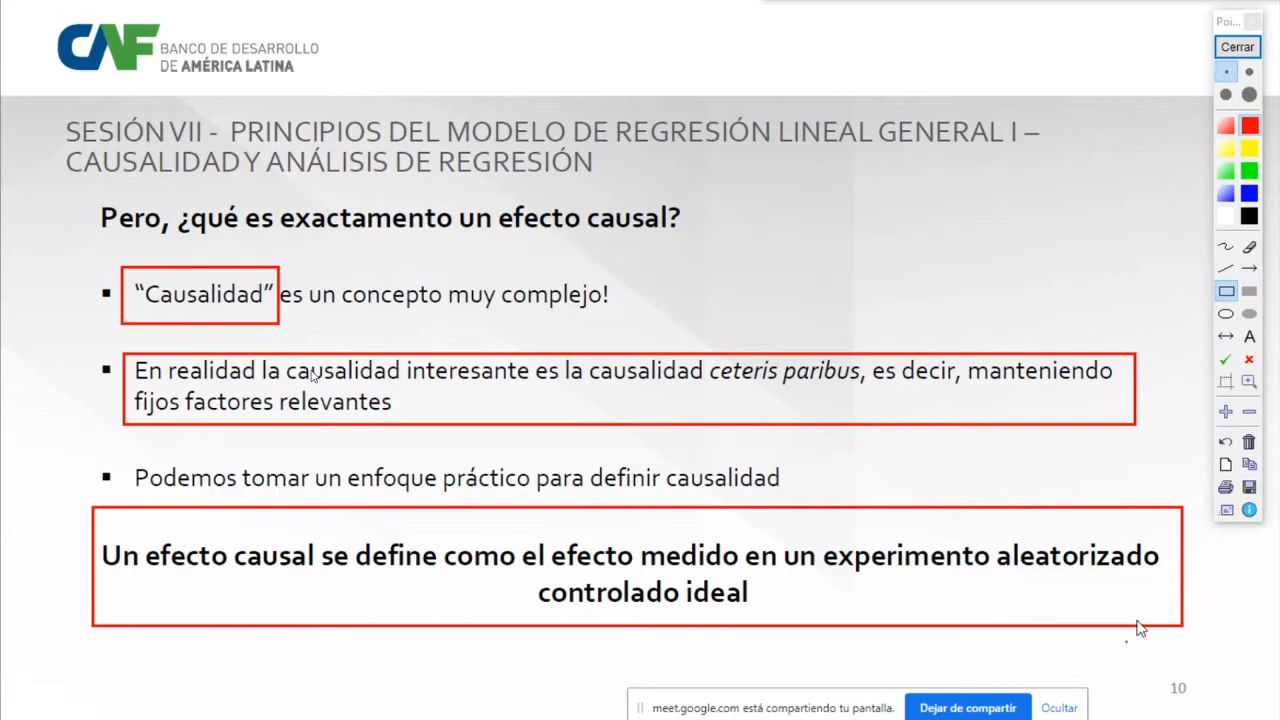 CAF BANCO DE DESARROLLO
DE AMÉRICA LATINA
SESIÓN VII - PRINCIPIOS DEL MODELO DE REGRESIÓN LINEAL GENERAL I –
CAUSALIDAD Y ANÁLISIS DE REGRESIÓN
Pero, ¿qué es exactamento un efecto causal?
▪ “Causalidad” es un concepto muy complejo!
▪ En realidad la causalidad interesante es la causalidad ceteris paribus, es decir, manteniendo
fijos factores relevantes
▪ Podemos tomar un enfoque práctico para definir causalidad
Un efecto causal se define como el efecto medido en un experimento aleatorizado
controlado ideal
10
meet.google.com está compartiendo tu pantalla. Dejar de compartir Ocultar
Poi...
Cerrar
A